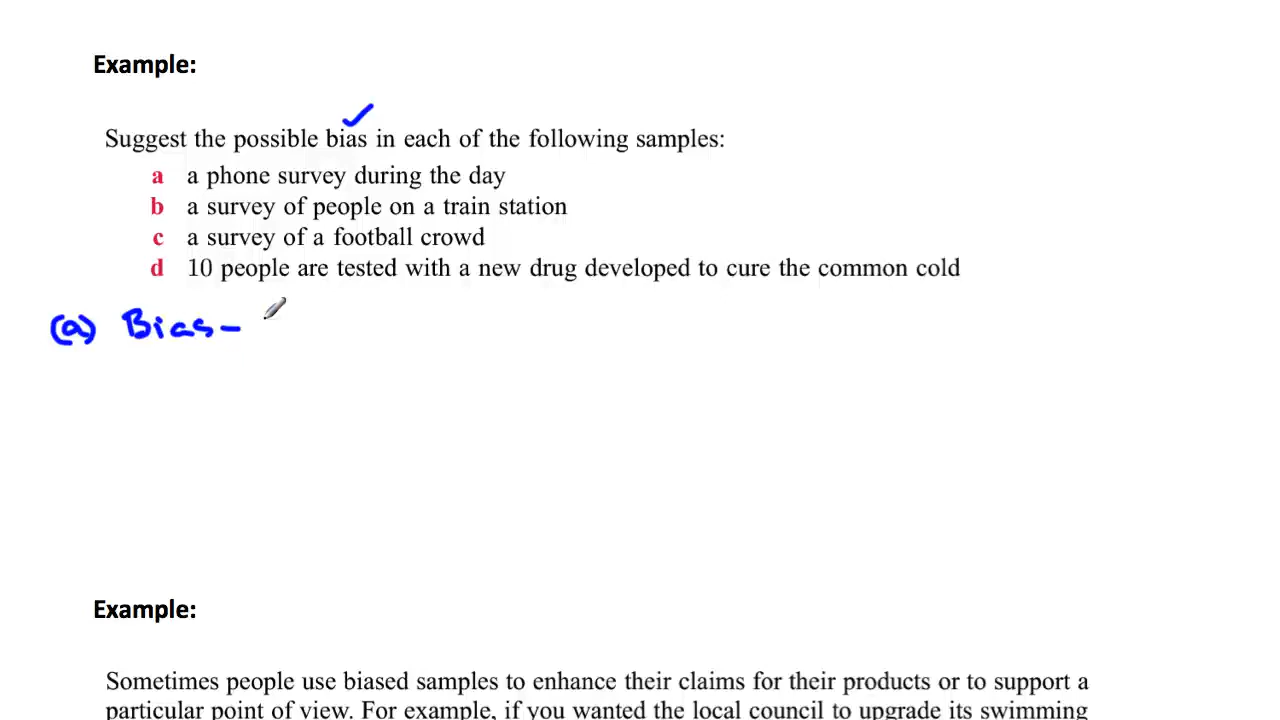 Example:
Suggest the possible bias in each of the following samples:
a a phone survey during the day
b a survey of people on a train station
c a survey of a football crowd
d 10 people are tested with a new drug developed to cure the common cold
(a) Bias -
Example:
Sometimes people use biased samples to enhance their claims for their products or to support a
particular point of view. For example, if you wanted the local council to upgrade its swimming